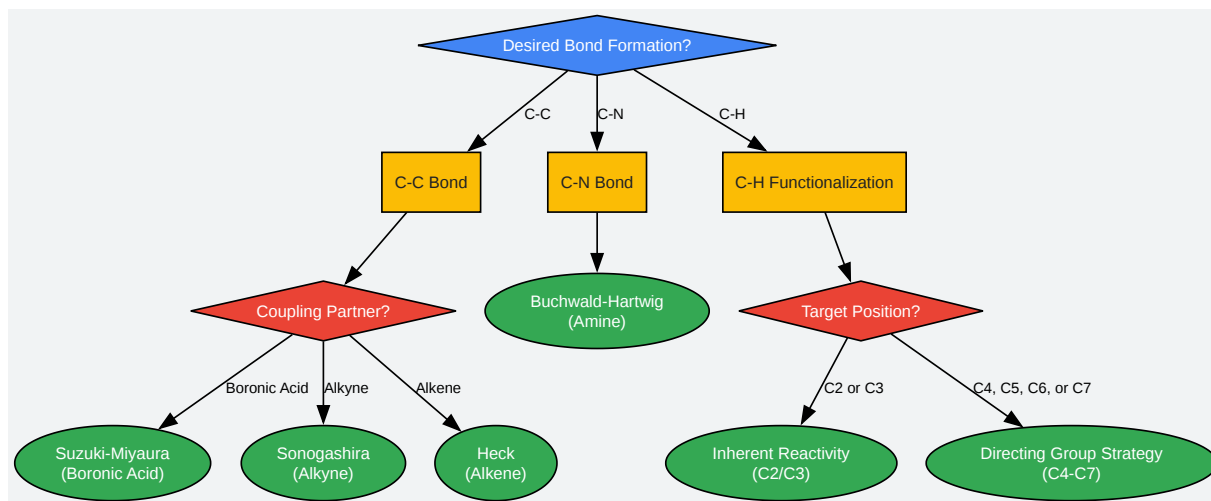 Desired Bond Formation?
C-C
C-N
C-H
C-C Bond
C-N Bond
C-H Functionalization
Coupling Partner?
Buchwald-Hartwig
(Amine)
Target Position?
Boronic Acid
Alkyne
Alkene
C2 or C3
C4, C5, C6, or C7
Suzuki-Miyaura
(Boronic Acid)
Sonogashira
(Alkyne)
Heck
(Alkene)
Inherent Reactivity
(C2/C3)
Directing Group Strategy
(C4-C7)